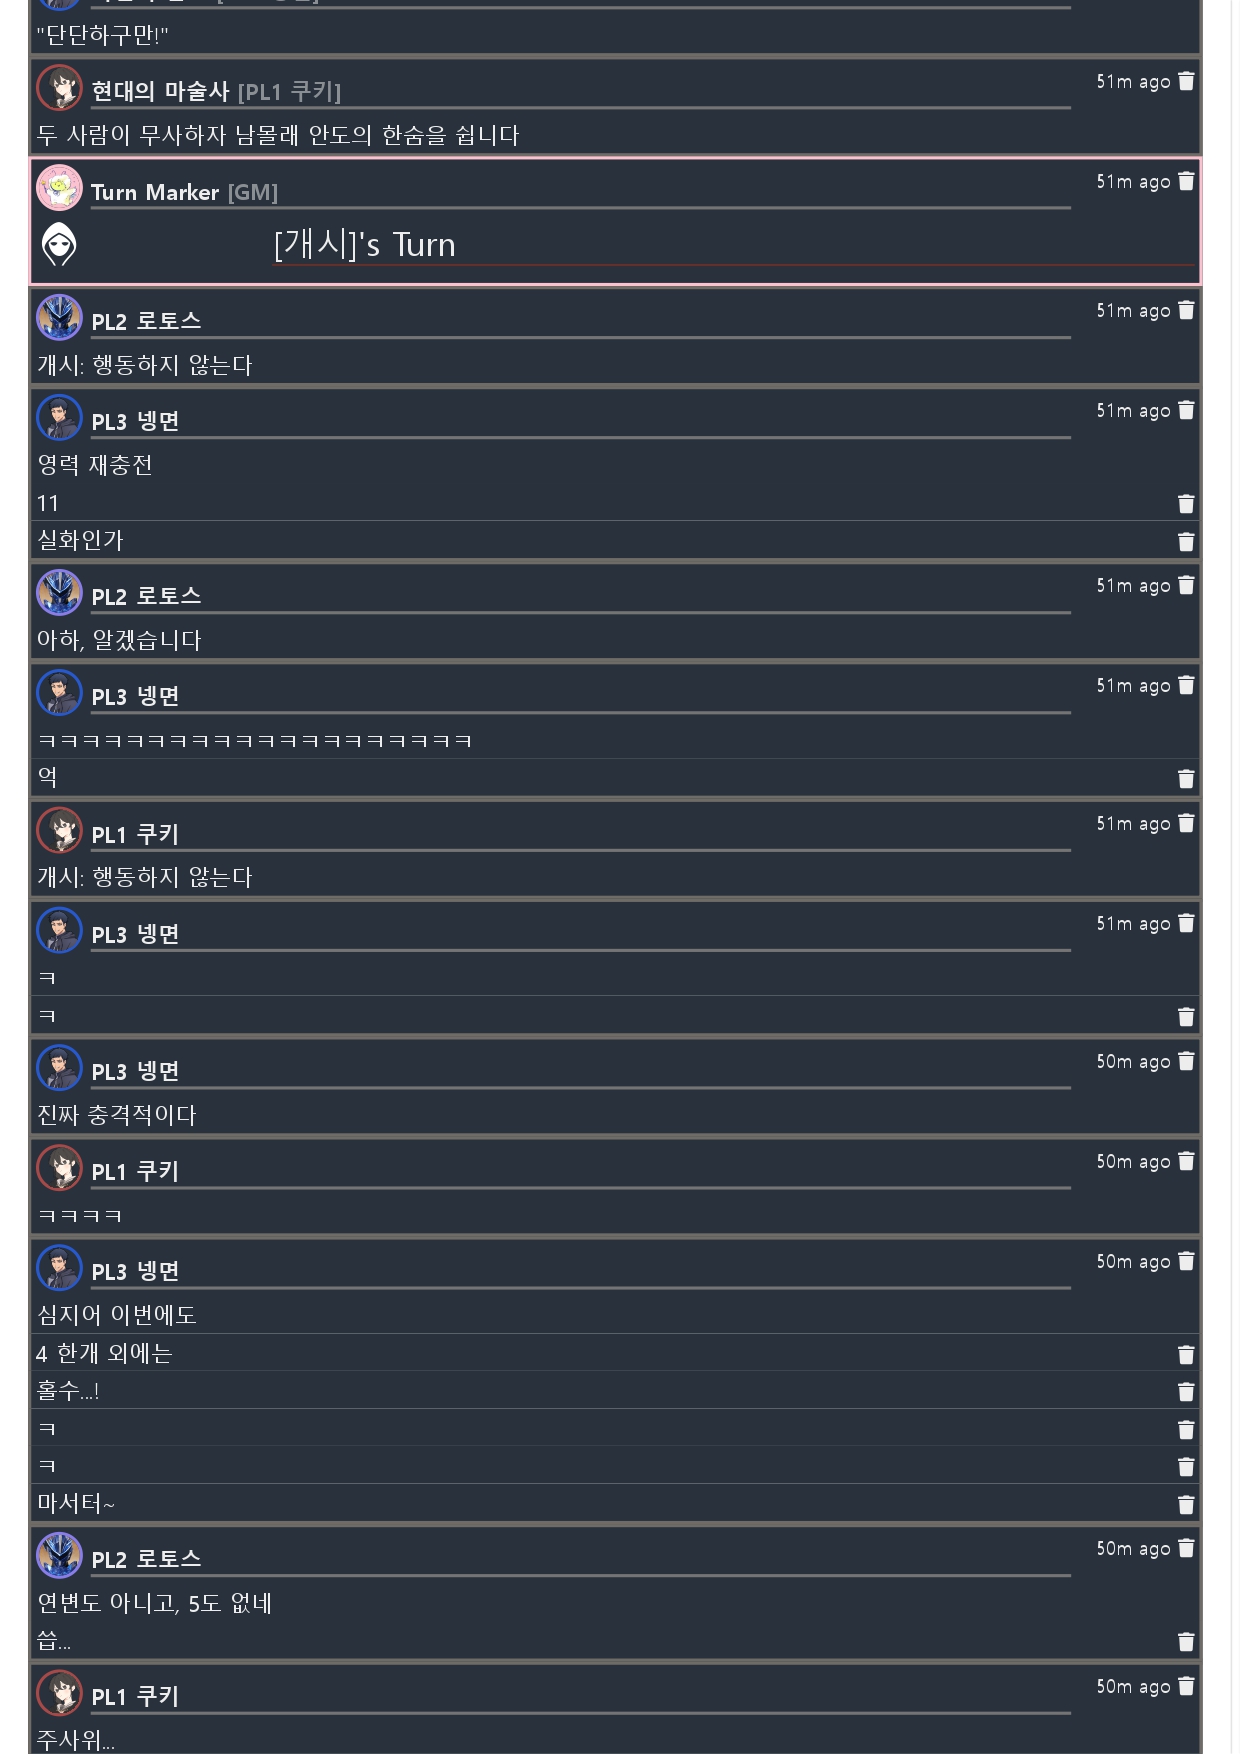 "단단하구만!"
현대의 마술사 [PL1 쿠키]
51m ago
두 사람이 무사하자 남몰래 안도의 한숨을 쉽니다
Turn Marker [GM]
51m ago
[개시]'s Turn
PL2 로토스
51m ago
개시: 행동하지 않는다
PL3 넹면
51m ago
영력 재충전
11
실화인가
PL2 로토스
51m ago
아하, 알겠습니다
PL3 넹면
51m ago
ㅋㅋㅋㅋㅋㅋㅋㅋㅋㅋㅋㅋㅋㅋㅋㅋㅋㅋㅋㅋ
억
PL1 쿠키
51m ago
개시: 행동하지 않는다
PL3 넹면
51m ago
ㅋ
ㅋ
PL3 넹면
50m ago
진짜 충격적이다
PL1 쿠키
50m ago
ㅋㅋㅋㅋ
PL3 넹면
50m ago
심지어 이번에도
4 한개 외에는
홀수...!
ㅋ
ㅋ
마서터~
PL2 로토스
50m ago
연변도 아니고, 5도 없네
씁...
PL1 쿠키
50m ago
주사위...